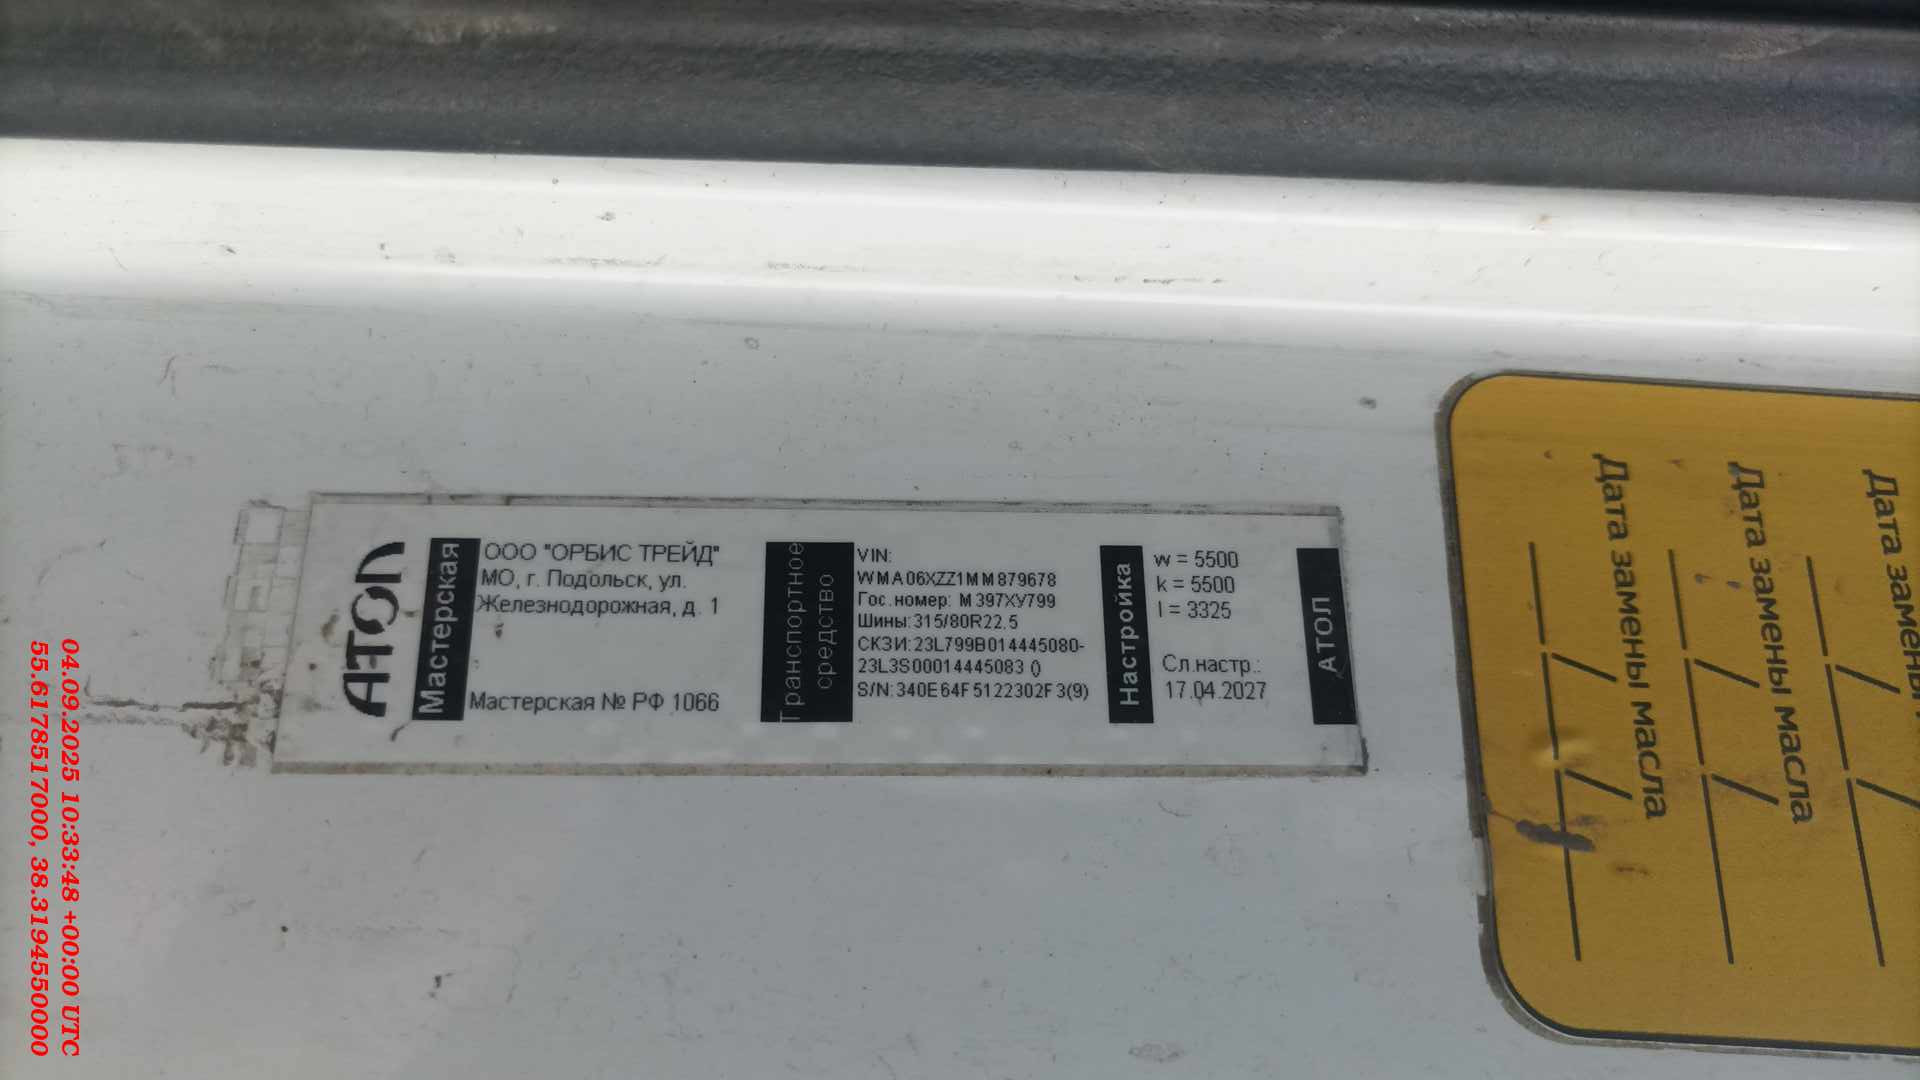 АТОЛ
Мастерская
ООО "ОРБИС ТРЕЙД"
МО, г. Подольск, ул.
Железнодорожная, д. 1
Мастерская № РФ 1066
Транспортное
средство
VIN:
WMA06XZZ1MM879678
Гос.номер: М397ХУ799
Шины:315/80R22.5
СКЗИ:23L799B014445080-
23L3S00014445083 ()
S/N:340E64F5122302F3(9)
Настройка
w = 5500
k = 5500
l = 3325
Сл.настр.:
17.04.2027
АТОЛ
Дата замены масла
Дата замены масла
Дата замены
04.09.2025 10:33:48 +00:00 UTC
55.6178517000, 38.3194550000